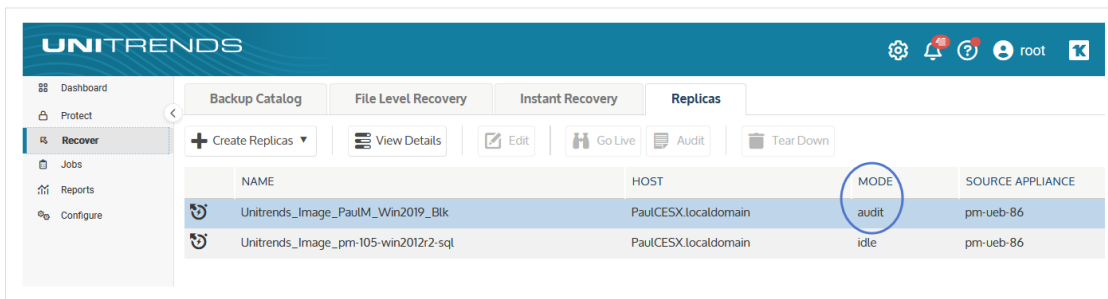 UNITRENDS
root
Dashboard
Protect
Recover
Jobs
Reports
Configure
Backup Catalog File Level Recovery Instant Recovery Replicas
Create Replicas View Details Edit Go Live Audit Tear Down
NAME HOST MODE SOURCE APPLIANCE
Unitrends_Image_PaulM_Win2019_Blk PaulCESX.localdomain audit pm-ueb-86
Unitrends_Image_pm-105-win2012r2-sql PaulCESX.localdomain idle pm-ueb-86